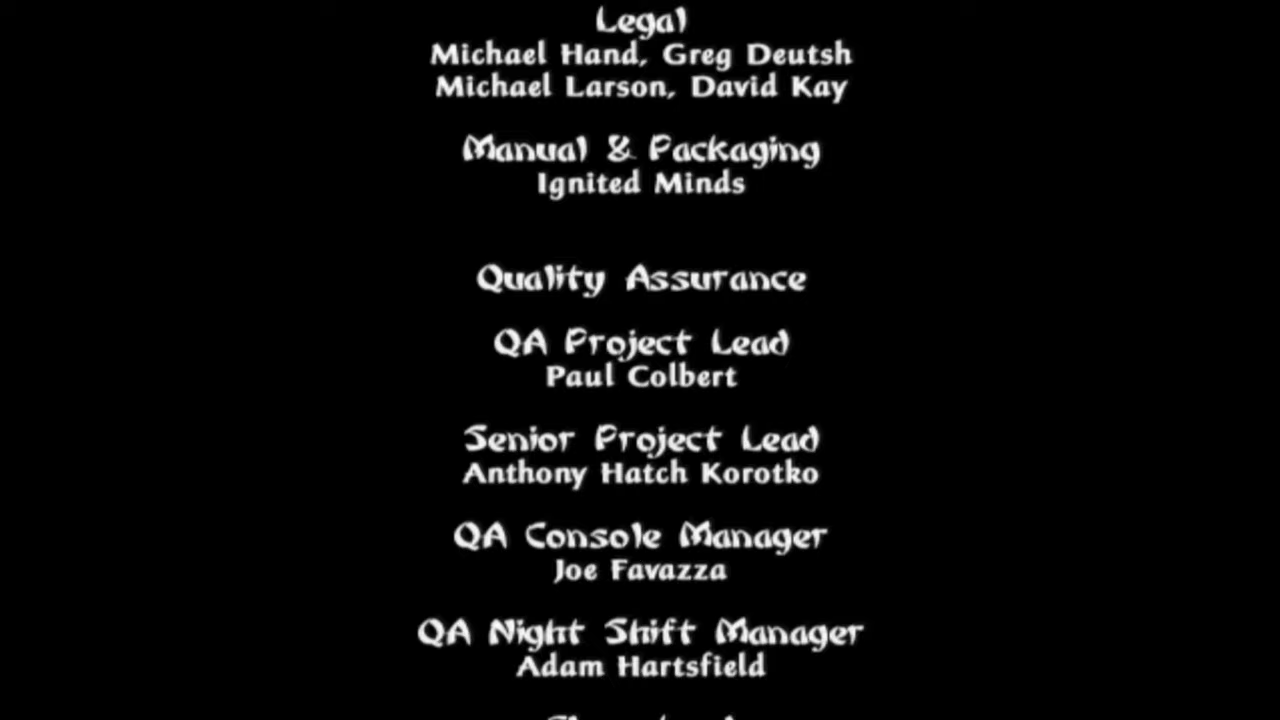 Legal
Michael Hand, Greg Deutsh
Michael Larson, David Kay
Manual & Packaging
Ignited Minds
Quality Assurance
QA Project Lead
Paul Colbert
Senior Project Lead
Anthony Hatch Korotko
QA Console Manager
Joe Favazza
QA Night Shift Manager
Adam Hartsfield